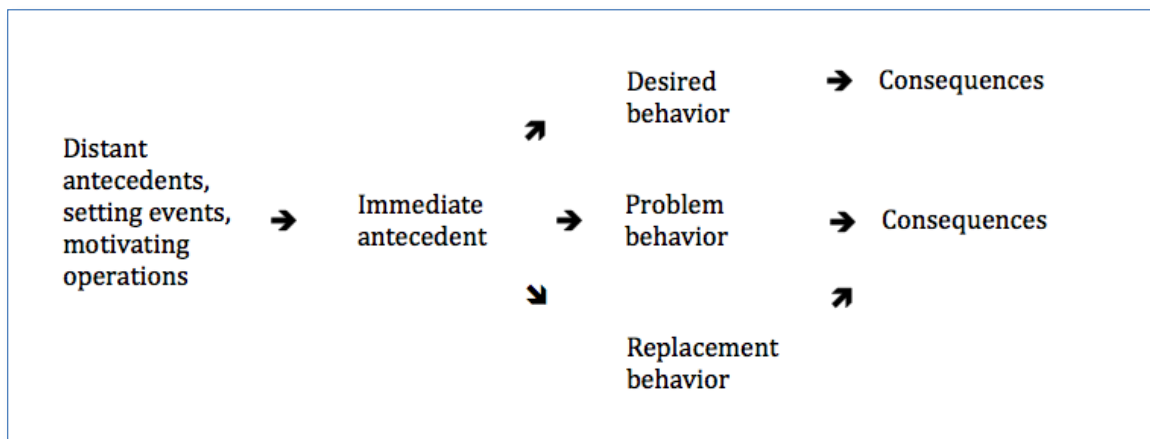 Desired
behavior
➔ Consequences
Distant
antecedents,
setting events,
motivating
operations
➔ Immediate
antecedent
➔ Problem
behavior
➔ Consequences
Replacement
behavior